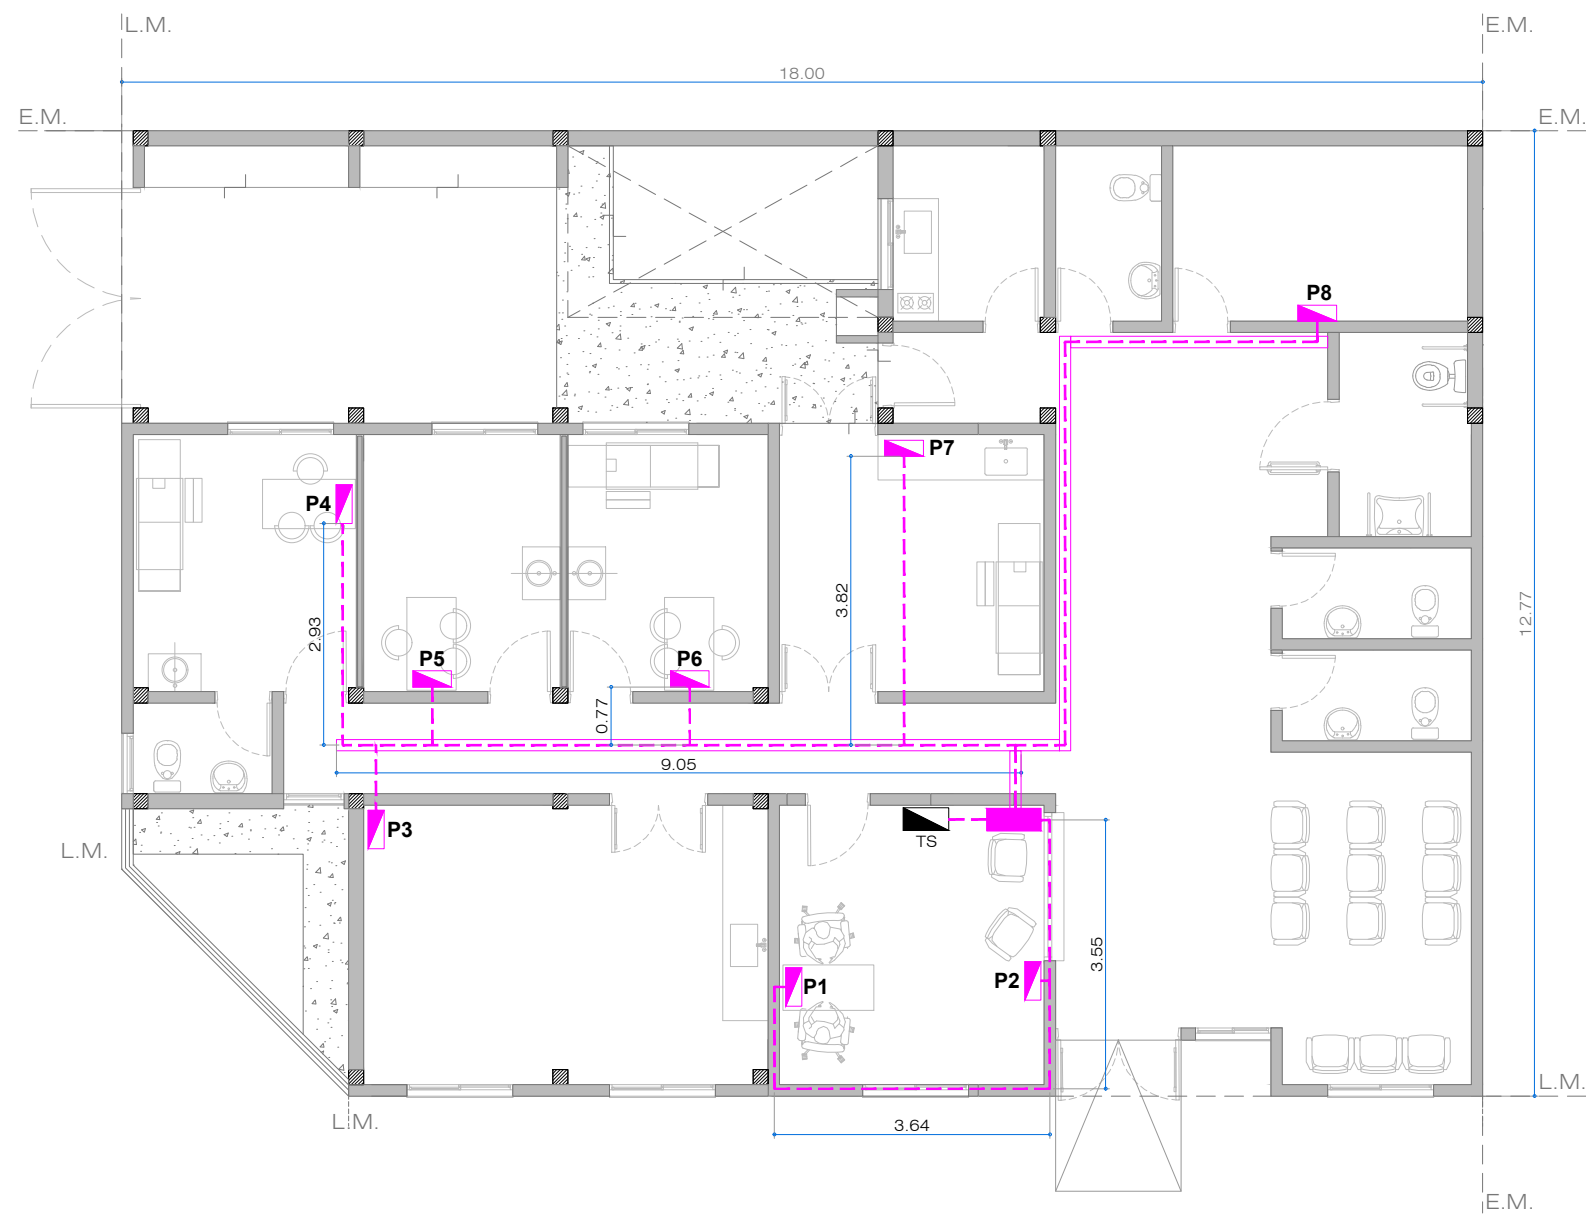 L.M.
E.M.
18.00
E.M.
E.M.
P8
P7
P4
3.82
2.93
12.77
P5
P6
0.77
9.05
P3
TS
L.M.
3.55
P2
P1
L.M.
L.M.
3.64
E.M.